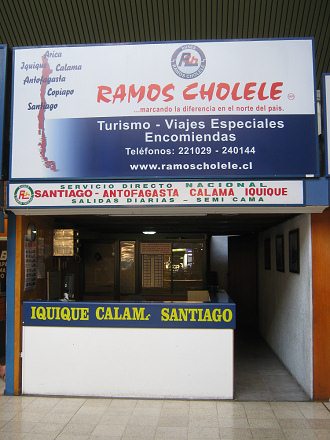 Arica
Iquique
Calama
Antofagasta
Copiapo
Santiago
RAMOS CHOLELE
...marcando la diferencia en el norte del pais.
Turismo - Viajes Especiales
Encomiendas
Teléfonos: 221029 - 240144
www.ramoscholele.cl
SERVICIO DIRECTO NACIONAL
SANTIAGO - ANTOFAGASTA CALAMA IQUIQUE
SALIDAS DIARIAS - SEMI CAMA
IQUIQUE CALAM. SANTIAGO